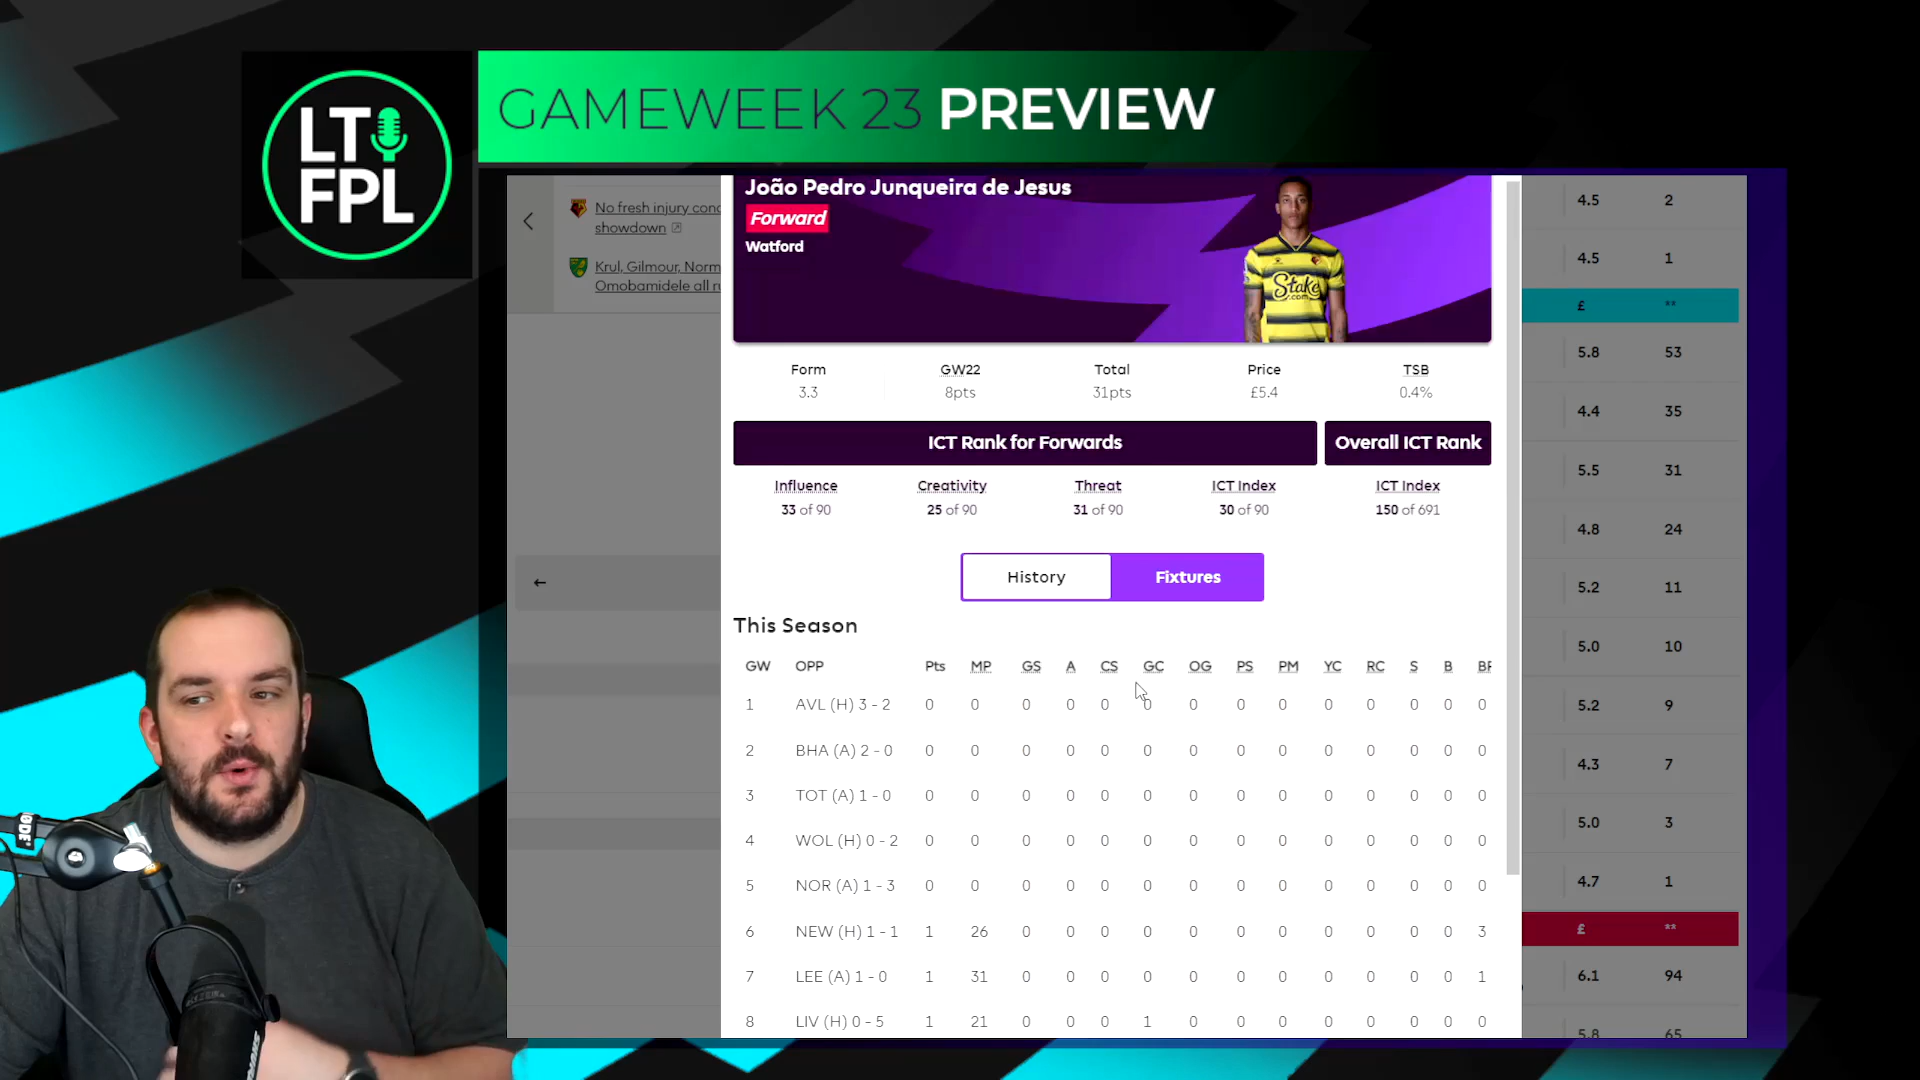 LT
FPL
GAMEWEEK 23 PREVIEW
No fresh injury conc
showdown
Krul, Gilmour, Norm
Omobamidele all ru
João Pedro Junqueira de Jesus
Forward
Watford
Stake
.com
Form GW22 Total Price TSB
3.3 8pts 31pts £5.4 0.4%
ICT Rank for Forwards Overall ICT Rank
Influence Creativity Threat ICT Index ICT Index
33 of 90 25 of 90 31 of 90 30 of 90 150 of 691
History Fixtures
This Season
GW OPP Pts MP GS A CS GC OG PS PM YC RC S B BP
1 AVL (H) 3 - 2 0 0 0 0 0 0 0 0 0 0 0 0 0 0
2 BHA (A) 2 - 0 0 0 0 0 0 0 0 0 0 0 0 0 0 0
3 TOT (A) 1 - 0 0 0 0 0 0 0 0 0 0 0 0 0 0 0
4 WOL (H) 0 - 2 0 0 0 0 0 0 0 0 0 0 0 0 0 0
5 NOR (A) 1 - 3 0 0 0 0 0 0 0 0 0 0 0 0 0 0
6 NEW (H) 1 - 1 1 26 0 0 0 0 0 0 0 0 0 0 0 3
7 LEE (A) 1 - 0 1 31 0 0 0 0 0 0 0 0 0 0 0 1
8 LIV (H) 0 - 5 1 21 0 0 0 1 0 0 0 0 0 0 0 0
4.5 2
4.5 1
£ **
5.8 53
4.4 35
5.5 31
4.8 24
5.2 11
5.0 10
5.2 9
4.3 7
5.0 3
4.7 1
£ **
6.1 94
5.8 65